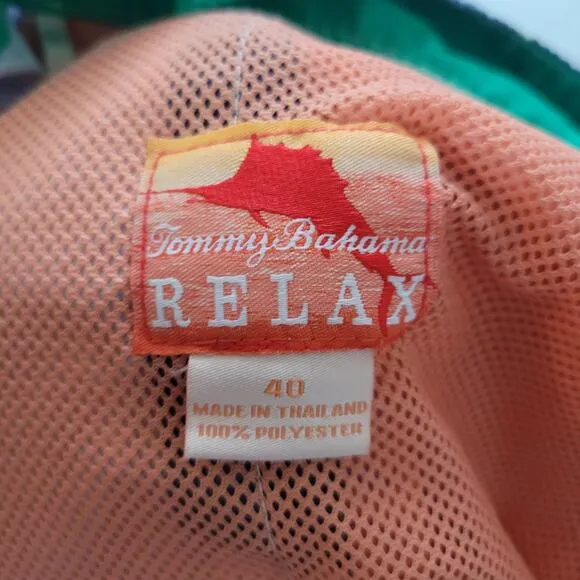 Tommy Bahama
RELAX
40
MADE IN THAILAND
100% POLYESTER